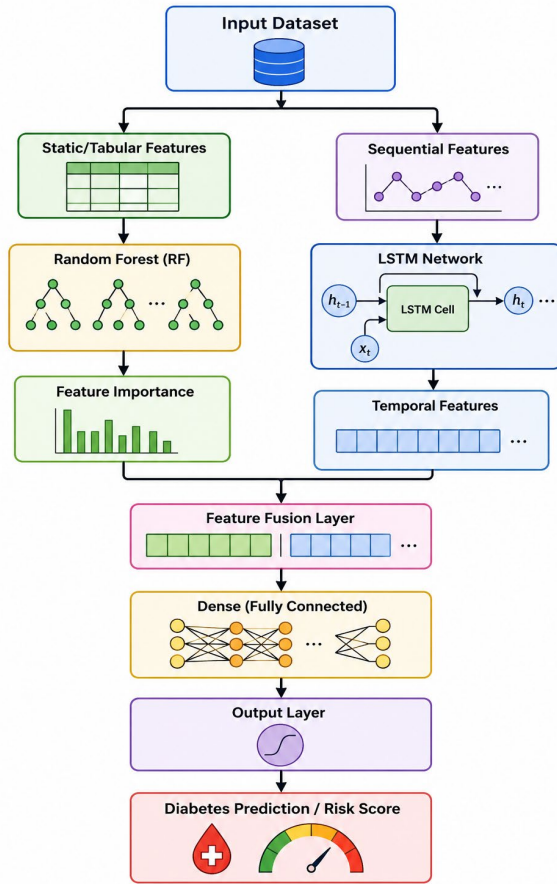 Input Dataset
Static/Tabular Features
Sequential Features
...
Random Forest (RF)
...
LSTM Network
h_{t-1}
LSTM Cell
h_t
...
x_t
Feature Importance
Temporal Features
...
Feature Fusion Layer
...
Dense (Fully Connected)
...
Output Layer
Diabetes Prediction / Risk Score